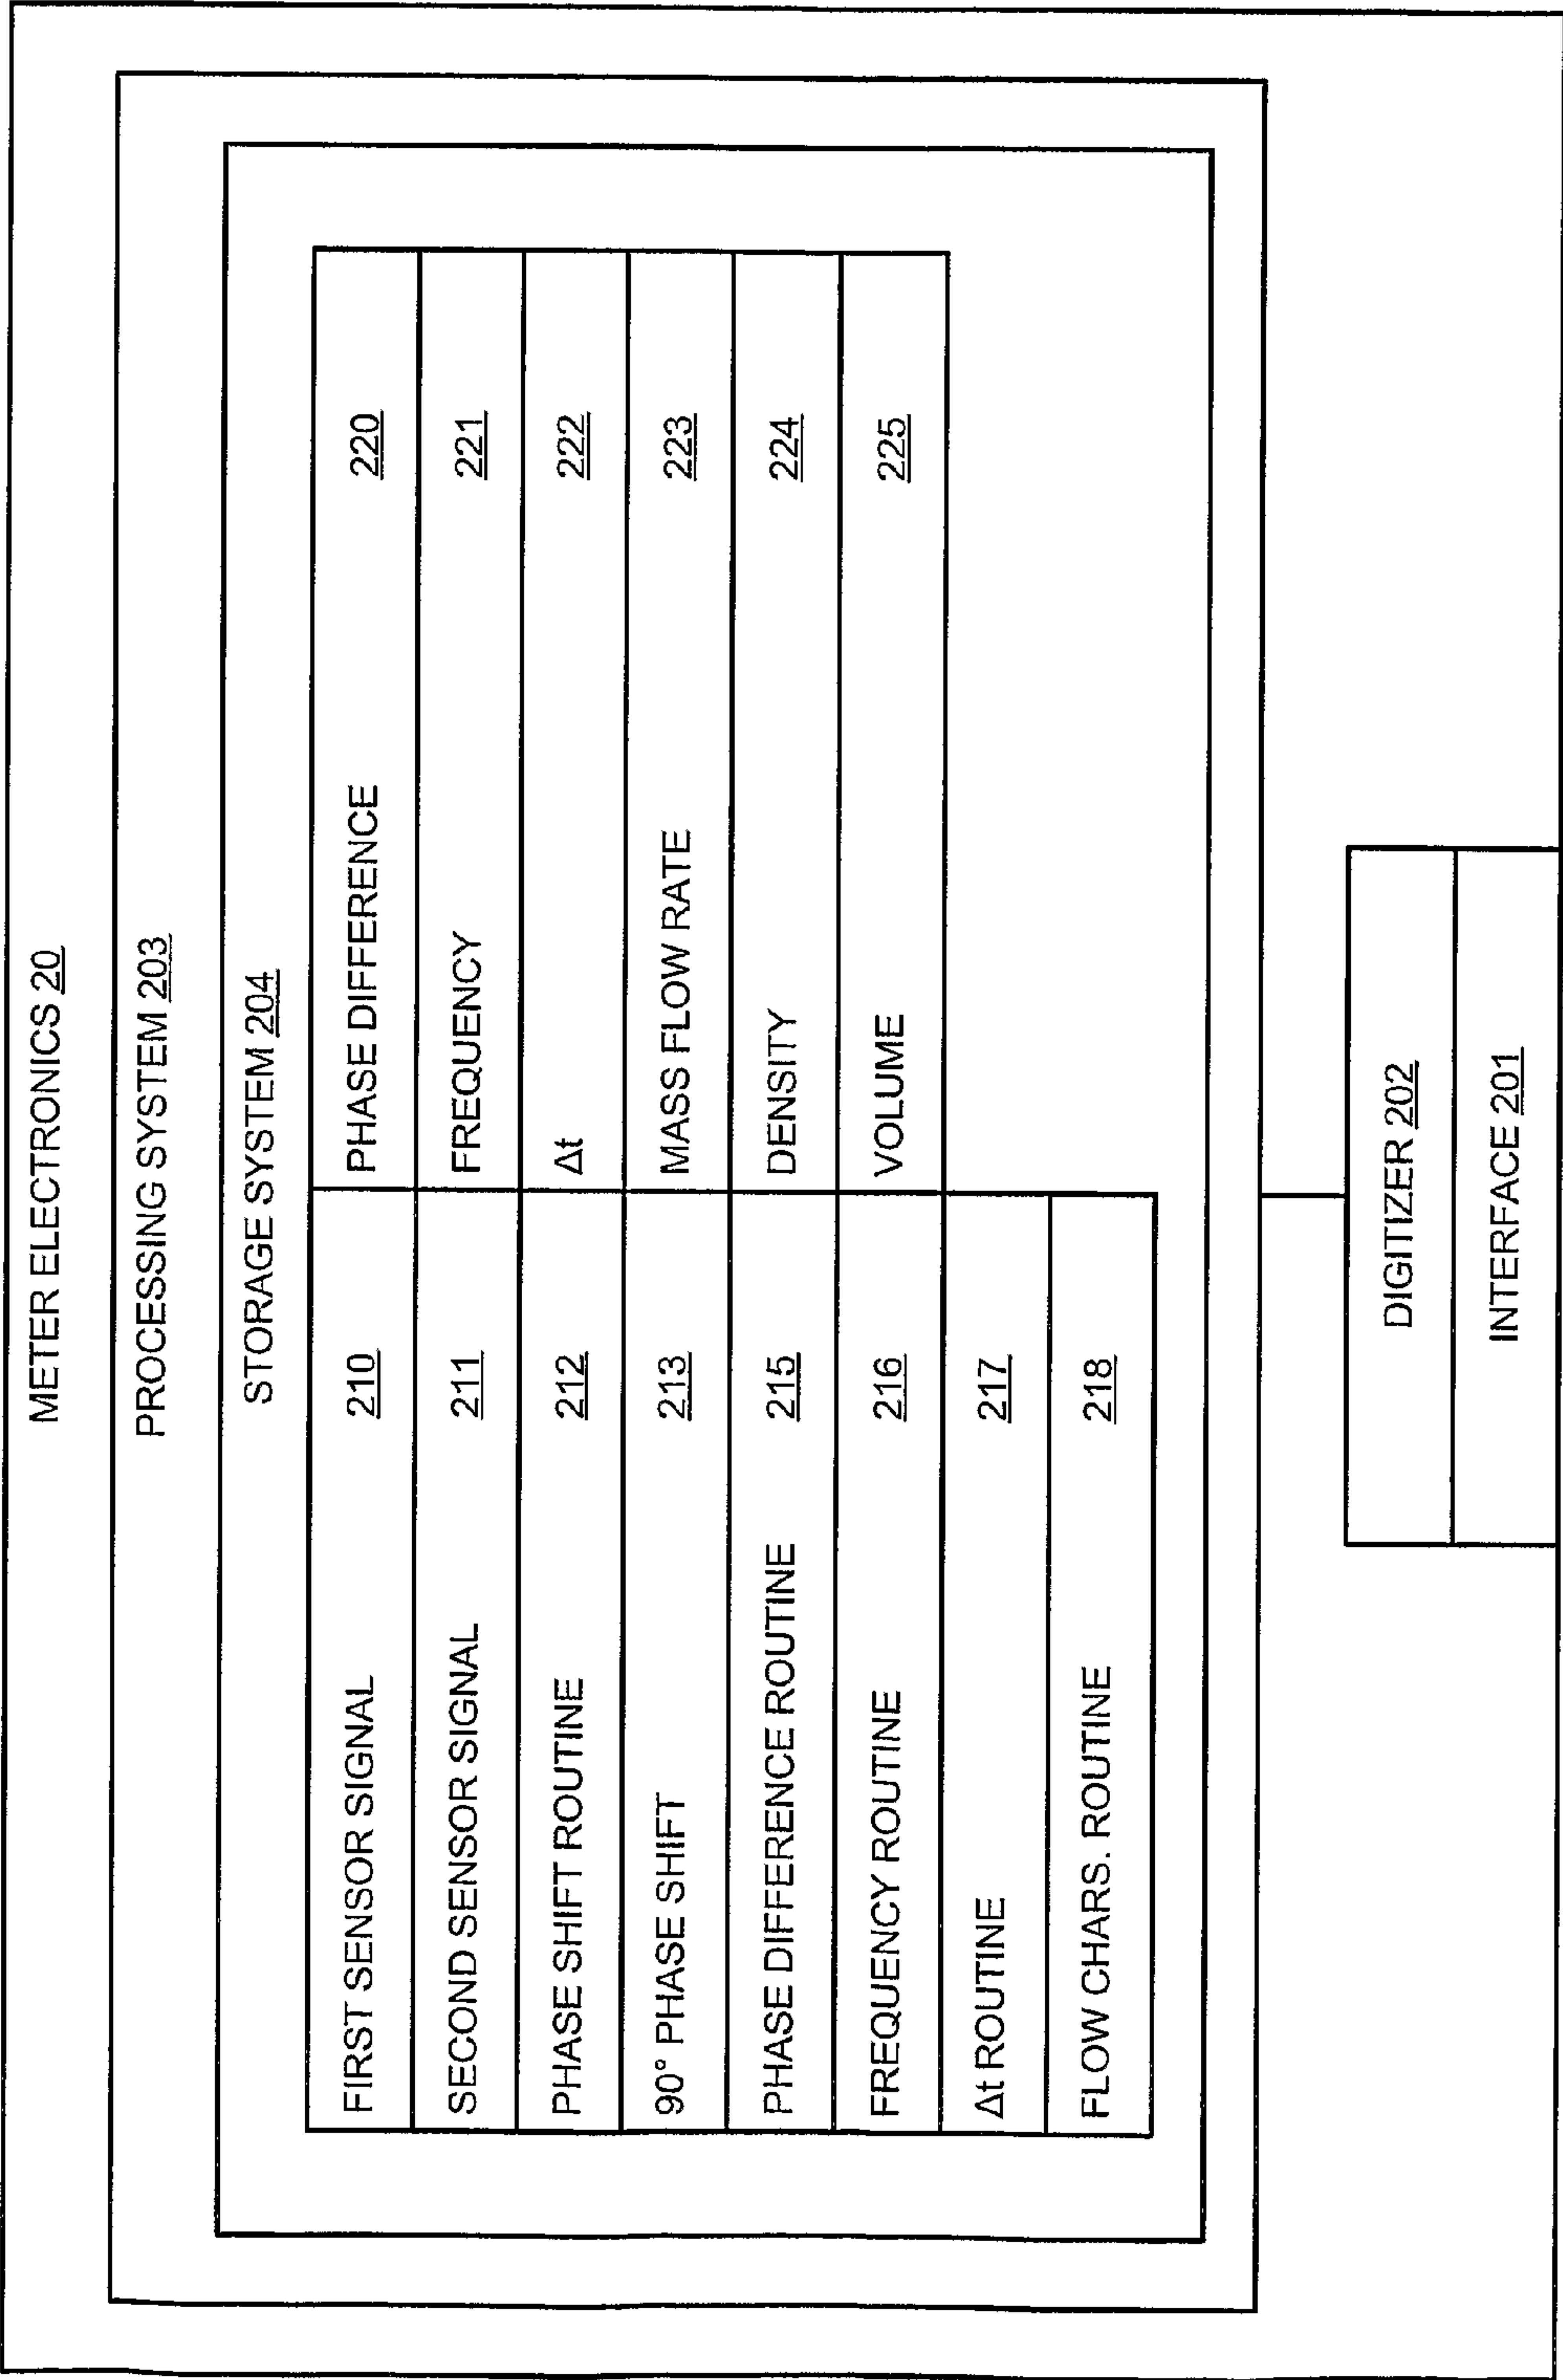 METER ELECTRONICS 20
PROCESSING SYSTEM 203
STORAGE SYSTEM 204
FIRST SENSOR SIGNAL 210
SECOND SENSOR SIGNAL 211
PHASE SHIFT ROUTINE 212
90° PHASE SHIFT 213
PHASE DIFFERENCE ROUTINE 215
FREQUENCY ROUTINE 216
Δt ROUTINE 217
FLOW CHARS. ROUTINE 218
PHASE DIFFERENCE 220
FREQUENCY 221
Δt 222
MASS FLOW RATE 223
DENSITY 224
VOLUME 225
DIGITIZER 202
INTERFACE 201